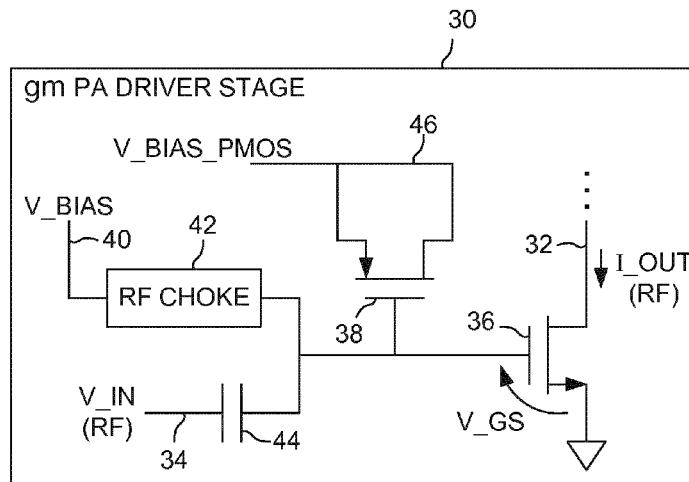 30
gm PA DRIVER STAGE
46
V_BIAS_PMOS
V_BIAS
40
42
RF CHOKE
38
32
I_OUT
(RF)
36
V_IN
(RF)
34
44
V_GS